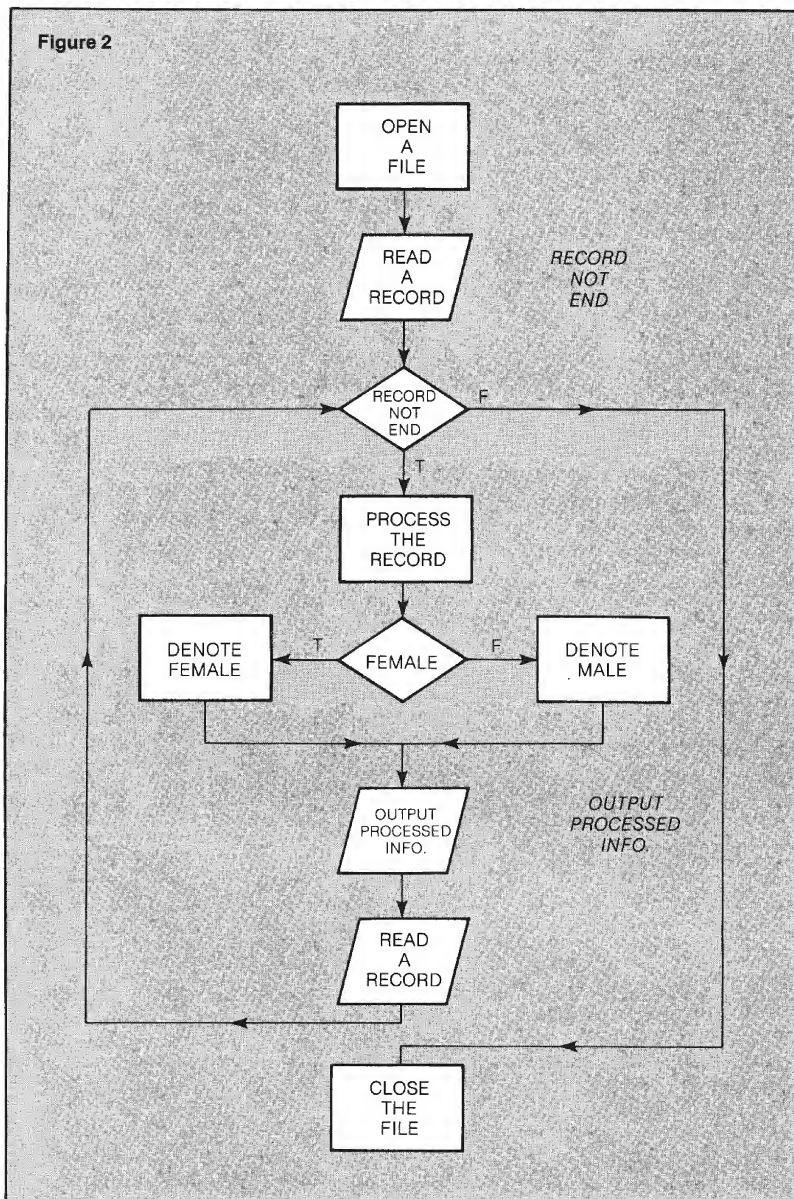 Figure 2
OPEN
A
FILE
READ
A
RECORD
RECORD
NOT
END
RECORD
NOT
END
F
T
PROCESS
THE
RECORD
DENOTE
FEMALE
T
FEMALE
F
DENOTE
MALE
OUTPUT
PROCESSED
INFO.
OUTPUT
PROCESSED
INFO.
READ
A
RECORD
CLOSE
THE
FILE